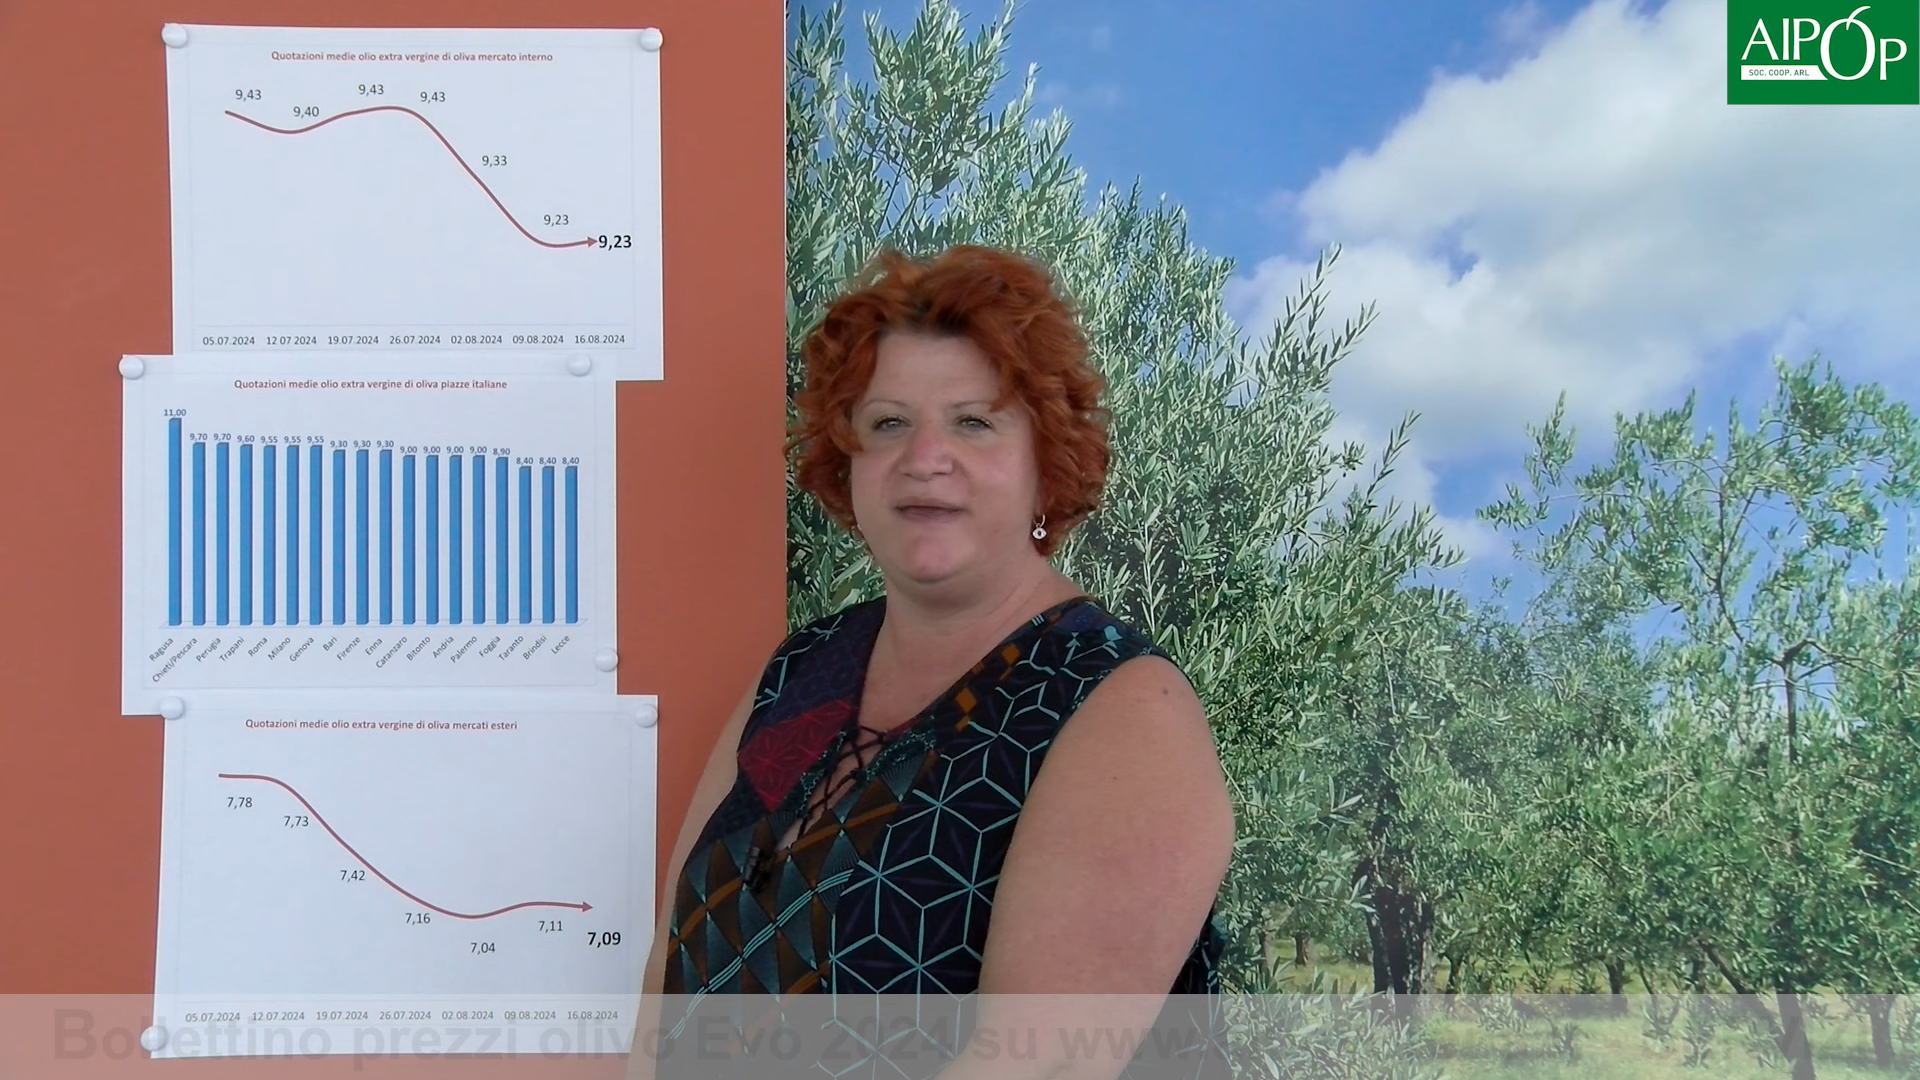 AIPOP
SOC. COOP. ARL
Quotazioni medie olio extra vergine di oliva mercato interno
9,43
9,40
9,43
9,43
9,33
9,23
9,23
05.07.2024 12 07 2024 19.07.2024 26.07.2024 02.08.2024 09.08.2024 16.08.2024
Quotazioni medie olio extra vergine di oliva piazze italiane
11,00 9,70 9,70 9,60 9,55 9,55 9,55 9,30 9,30 9,30 9,00 9,00 9,00 9,00 8,90 8,40 8,40 8,40
Ragusa Chieti/Pescara Perugia Trapani Roma Milano Genova Bari Firenze Enna Catanzaro Bitonto Andria Palermo Foggia Taranto Brindisi Lecce
Quotazioni medie olio extra vergine di oliva mercati esteri
7,78
7,73
7,42
7,16
7,04
7,11
7,09
05.07.2024 12.07.2024 19.07.2024 26.07.2024 02.08.2024 09.08.2024 16.08.2024
Bollettino prezzi olivo Evo 2024 su